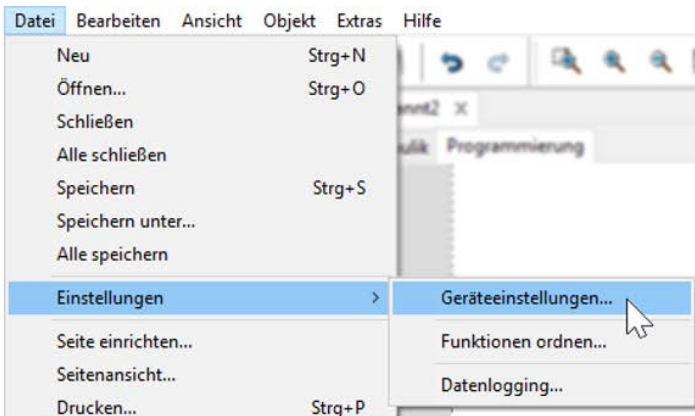 Datei Bearbeiten Ansicht Objekt Extras Hilfe
Neu Strg+N
Öffnen... Strg+O
Schließen
Alle schließen
Speichern Strg+S
Speichern unter...
Alle speichern
Einstellungen >
Seite einrichten...
Seitenansicht...
Drucken... Strg+P
Programmierung
Geräteeinstellungen...
Funktionen ordnen...
Datenlogging...